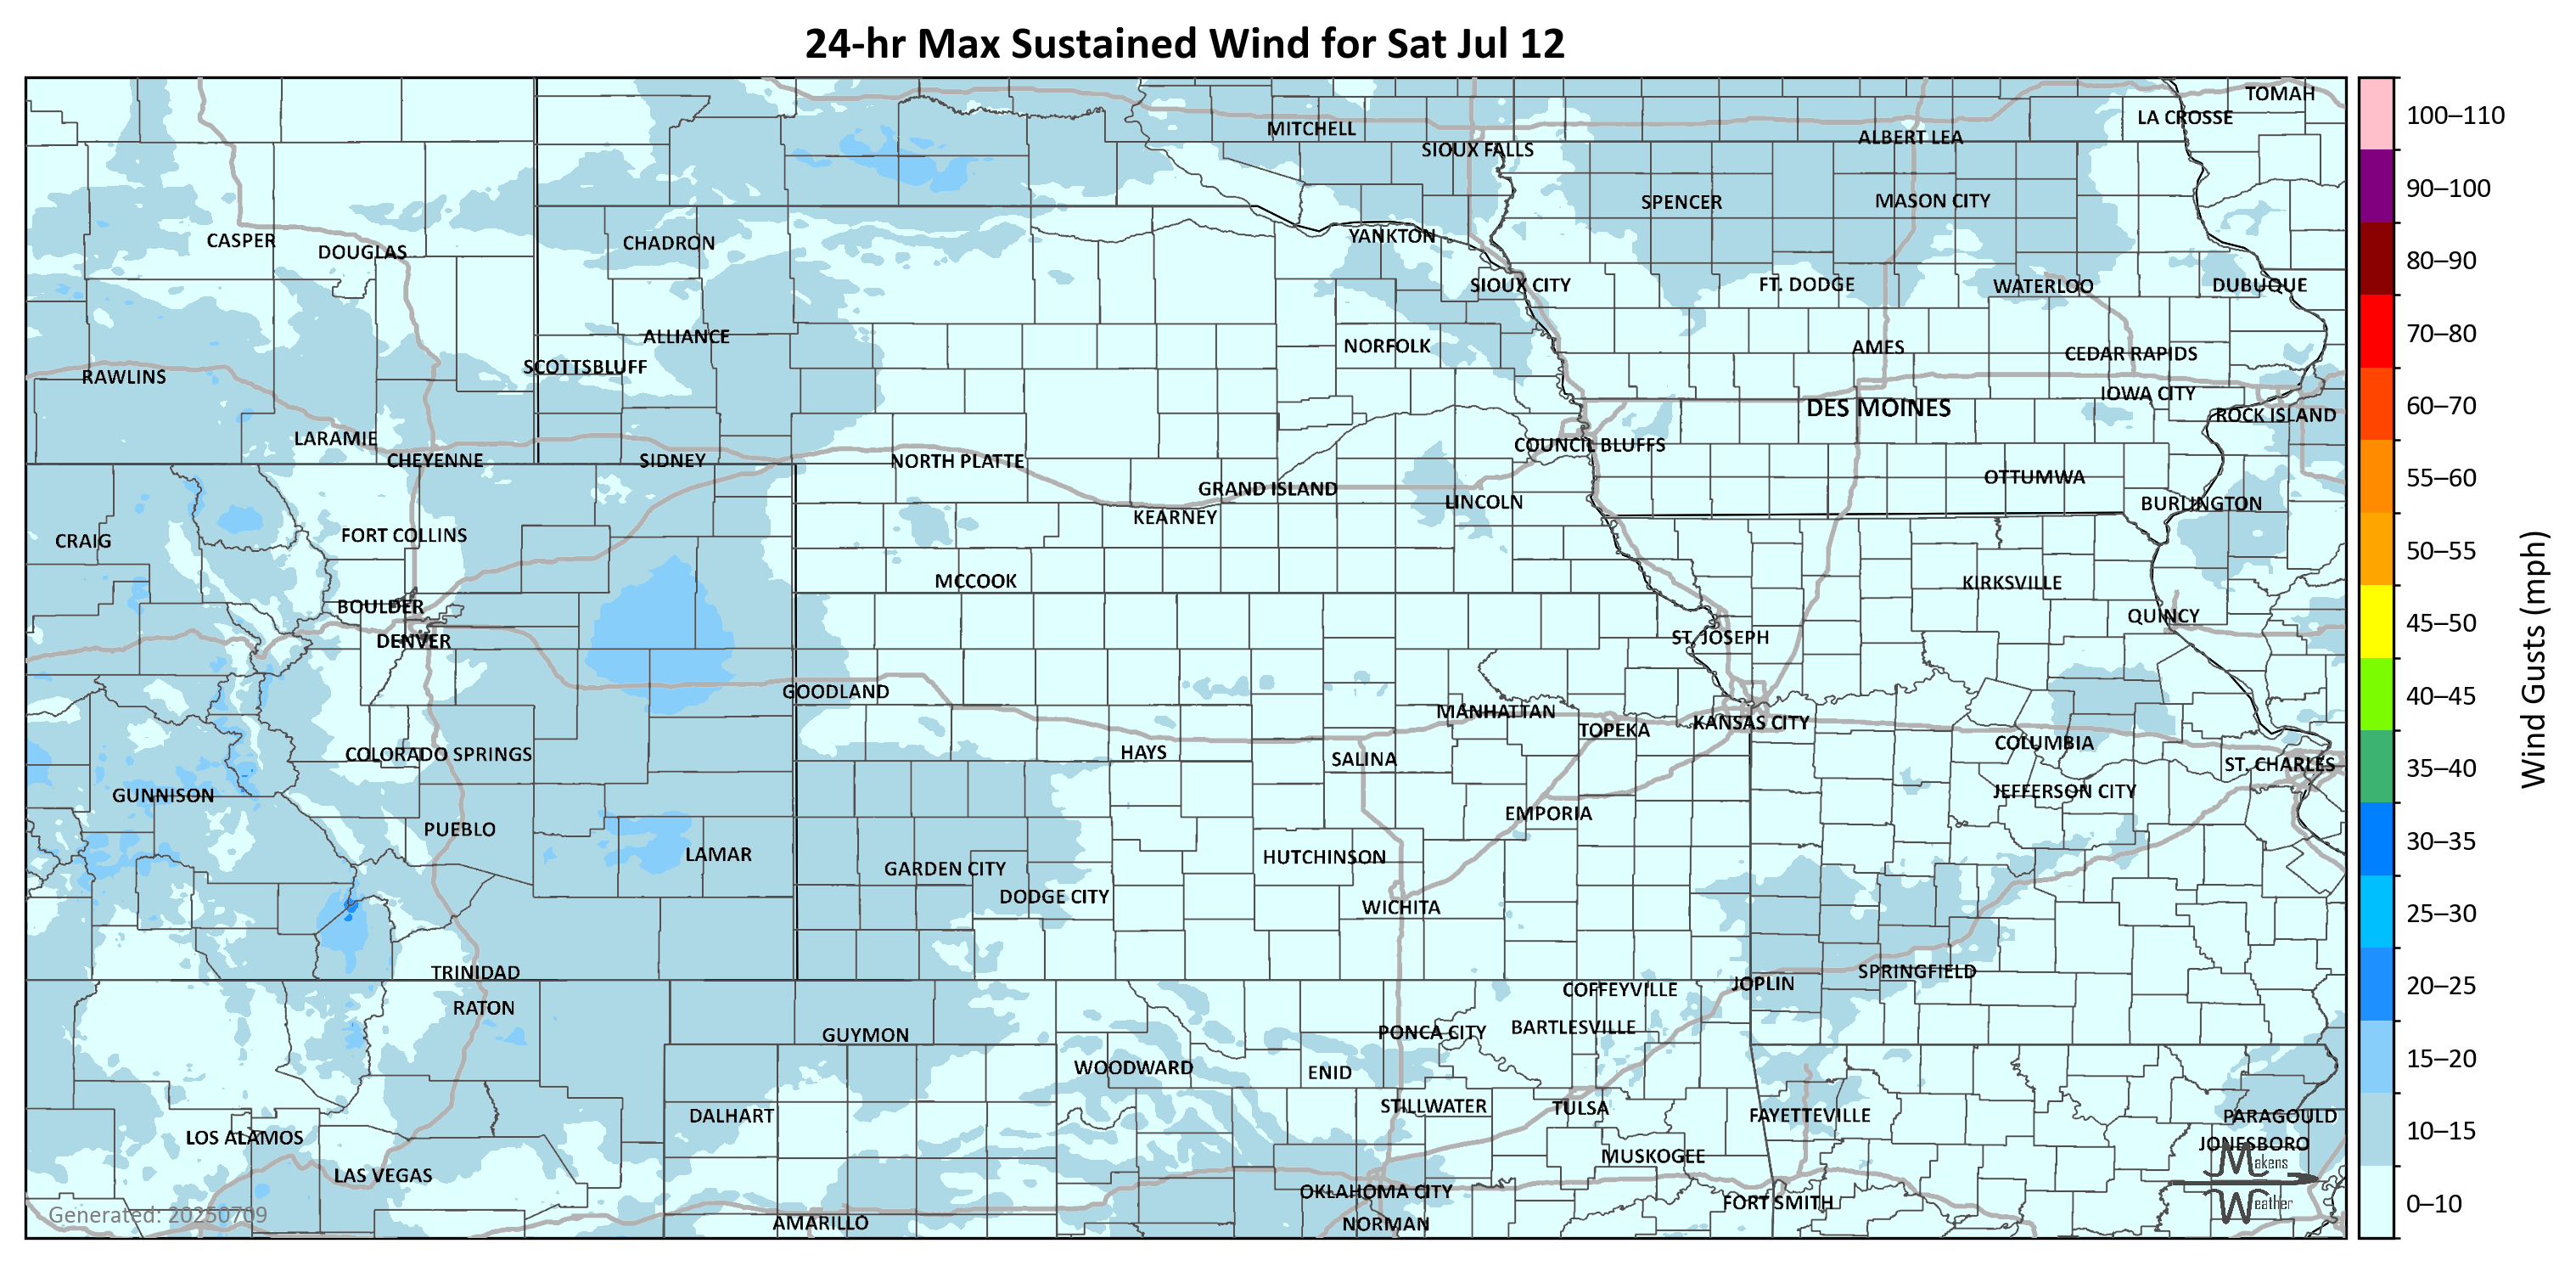 24-hr Max Sustained Wind for Sat Jul 12
TOMAH
LA CROSSE
MITCHELL
ALBERT LEA
SIOUX FALLS
SPENCER
MASON CITY
CASPER
DOUGLAS
CHADRON
YANKTON
SIOUX CITY
FT. DODGE
WATERLOO
DUBUQUE
ALLIANCE
NORFOLK
AMES
CEDAR RAPIDS
SCOTTSBLUFF
RAWLINS
IOWA CITY
DES MOINES
ROCK ISLAND
LARAMIE
COUNCIL BLUFFS
CHEYENNE
SIDNEY
NORTH PLATTE
OTTUMWA
GRAND ISLAND
LINCOLN
BURLINGTON
KEARNEY
FORT COLLINS
CRAIG
MCCOOK
KIRKSVILLE
BOULDER
QUINCY
DENVER
ST. JOSEPH
GOODLAND
MANHATTAN
TOPEKA
KANSAS CITY
COLUMBIA
COLORADO SPRINGS
HAYS
SALINA
ST. CHARLES
GUNNISON
JEFFERSON CITY
EMPORIA
PUEBLO
LAMAR
HUTCHINSON
GARDEN CITY
DODGE CITY
WICHITA
TRINIDAD
SPRINGFIELD
JOPLIN
COFFEYVILLE
RATON
GUYMON
PONCA CITY
BARTLESVILLE
WOODWARD
ENID
DALHART
STILLWATER
TULSA
FAYETTEVILLE
PARAGOULD
LOS ALAMOS
JONESBORO
MUSKOGEE
LAS VEGAS
OKLAHOMA CITY
FORT SMITH
AMARILLO
NORMAN
Makens
Weather
Generated: 20250709
100–110
90–100
80–90
70–80
60–70
55–60
50–55
45–50
40–45
35–40
30–35
25–30
20–25
15–20
10–15
0–10
Wind Gusts (mph)